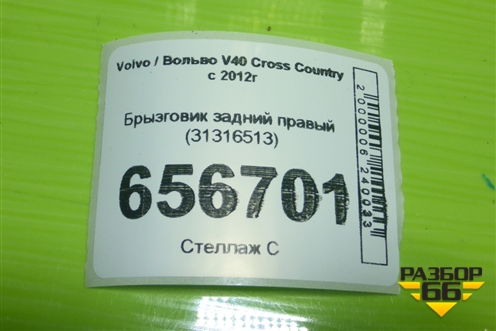 Volvo / Вольво V40 Cross Country
с 2012г
Брызговик задний правый
(31316513)
656701
Стеллаж С
2000006240033
РАЗБОР
66